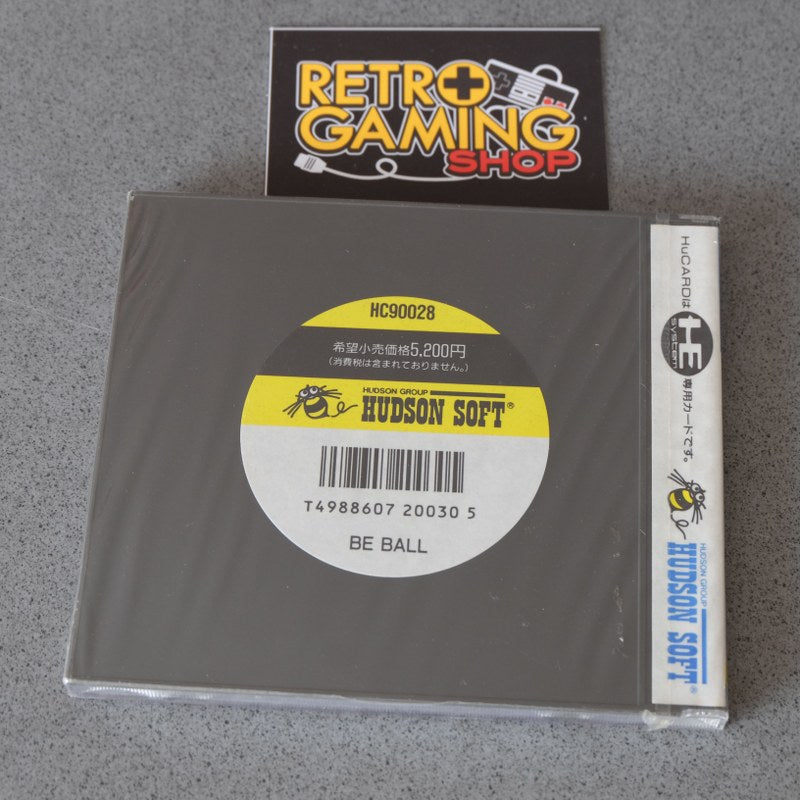 RETRO
GAMING
SHOP
HC90028
希望小売価格5,200円
(消費税は含まれておりません。)
HUDSON GROUP
HUDSON SOFT®
T4988607 20030 5
BE BALL
HuCARDは
HE
system
専用カードです。
HUDSON GROUP
HUDSON SOFT®